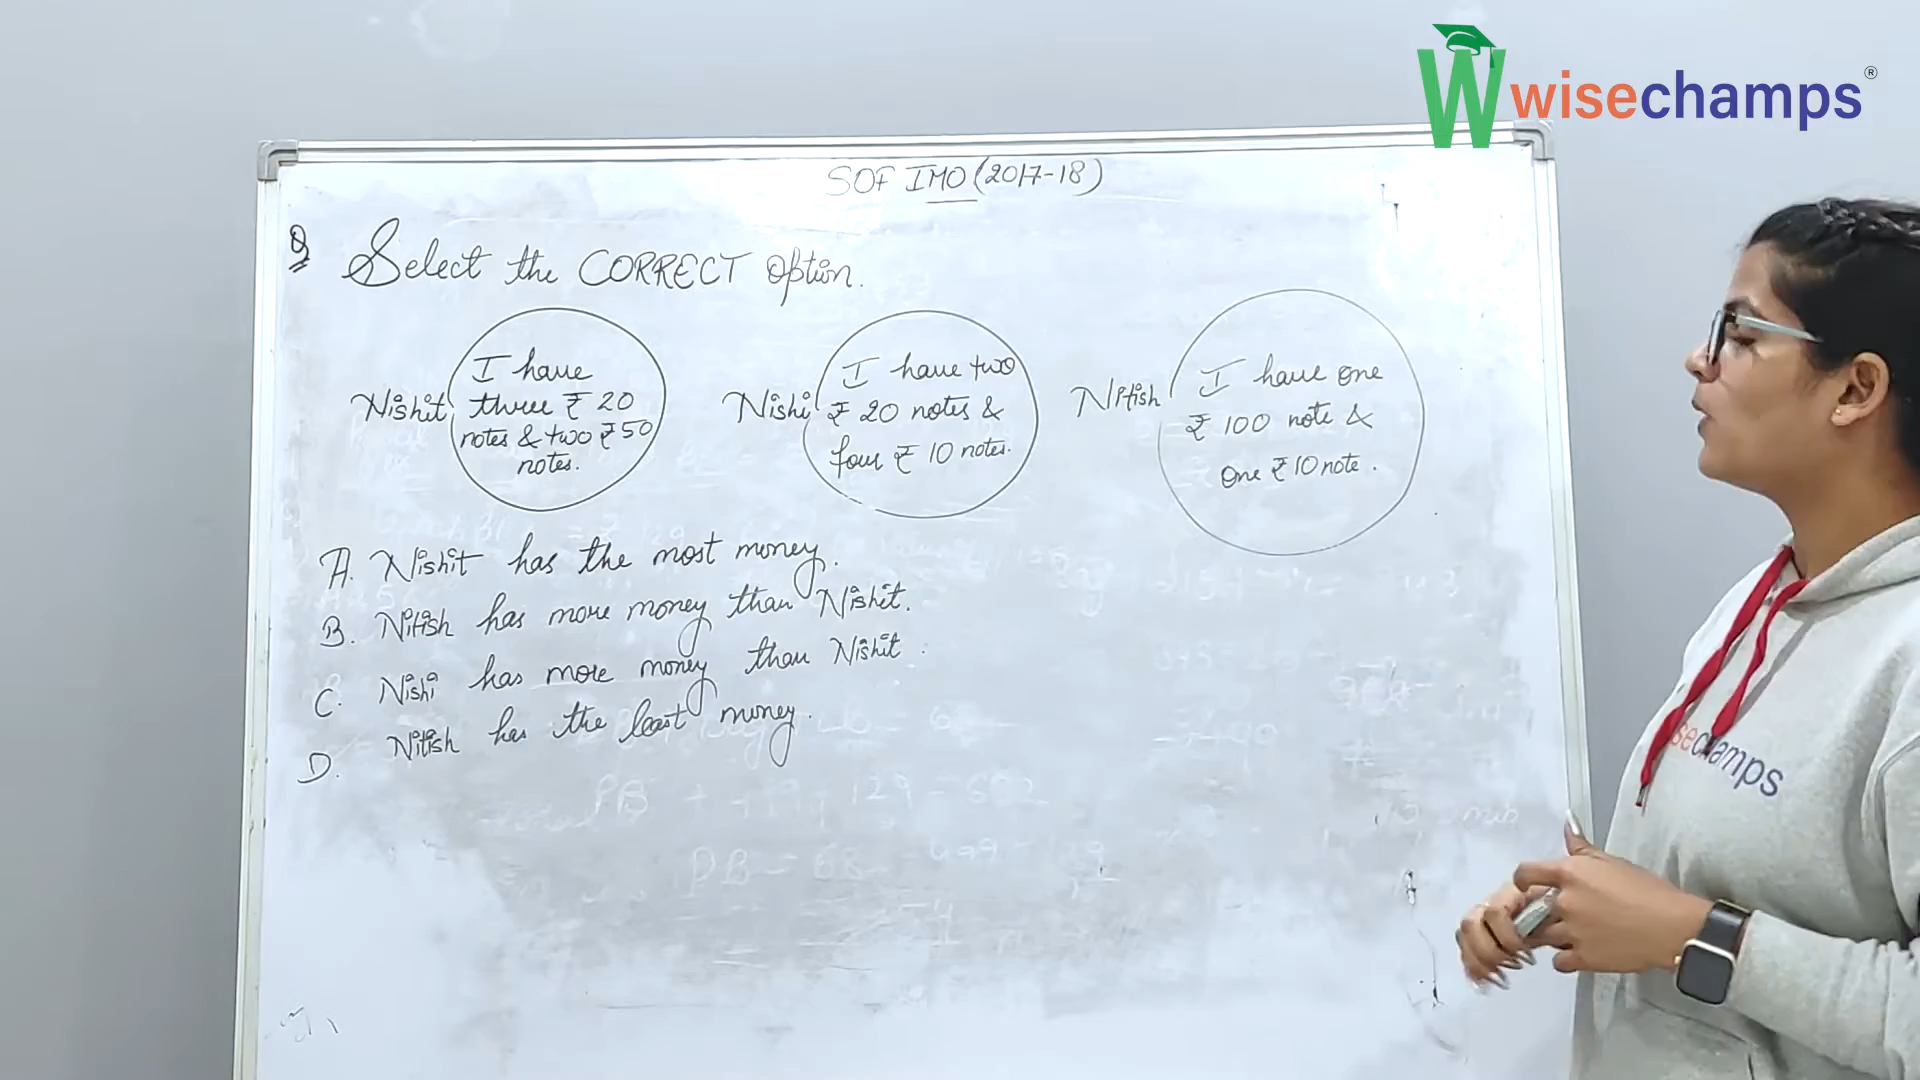 wisechamps®
SOF IMO (2017-18)
Q Select the CORRECT option.
Nishit
I have
three ₹ 20
notes & two ₹ 50
notes.
Nishi
I have two
₹ 20 notes &
four ₹ 10 notes.
Nitish
I have one
₹ 100 note &
one ₹ 10 note.
A. Nishit has the most money.
B. Nitish has more money than Nishit.
C. Nishi has more money than Nishit.
D. Nitish has the least money.
wisechamps